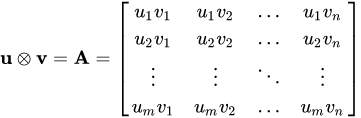 u ⊗ v = A = 
u₁v₁ u₁v₂ … u₁vₙ
u₂v₁ u₂v₂ … u₂vₙ
⋮ ⋮ ⋱ ⋮
uₘv₁ uₘv₂ … uₘvₙ